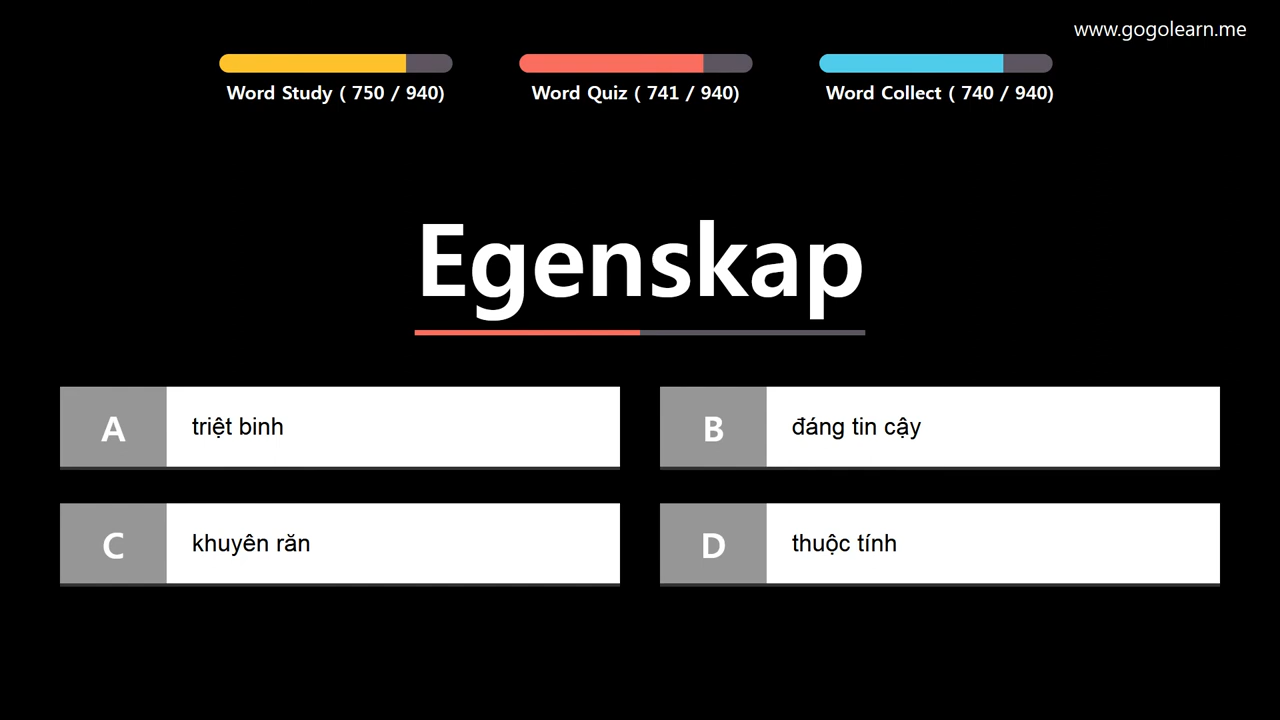 www.gogolearn.me
Word Study ( 750 / 940)
Word Quiz ( 741 / 940)
Word Collect ( 740 / 940)
Egenskap
A triệt binh
B đáng tin cậy
C khuyên răn
D thuộc tính